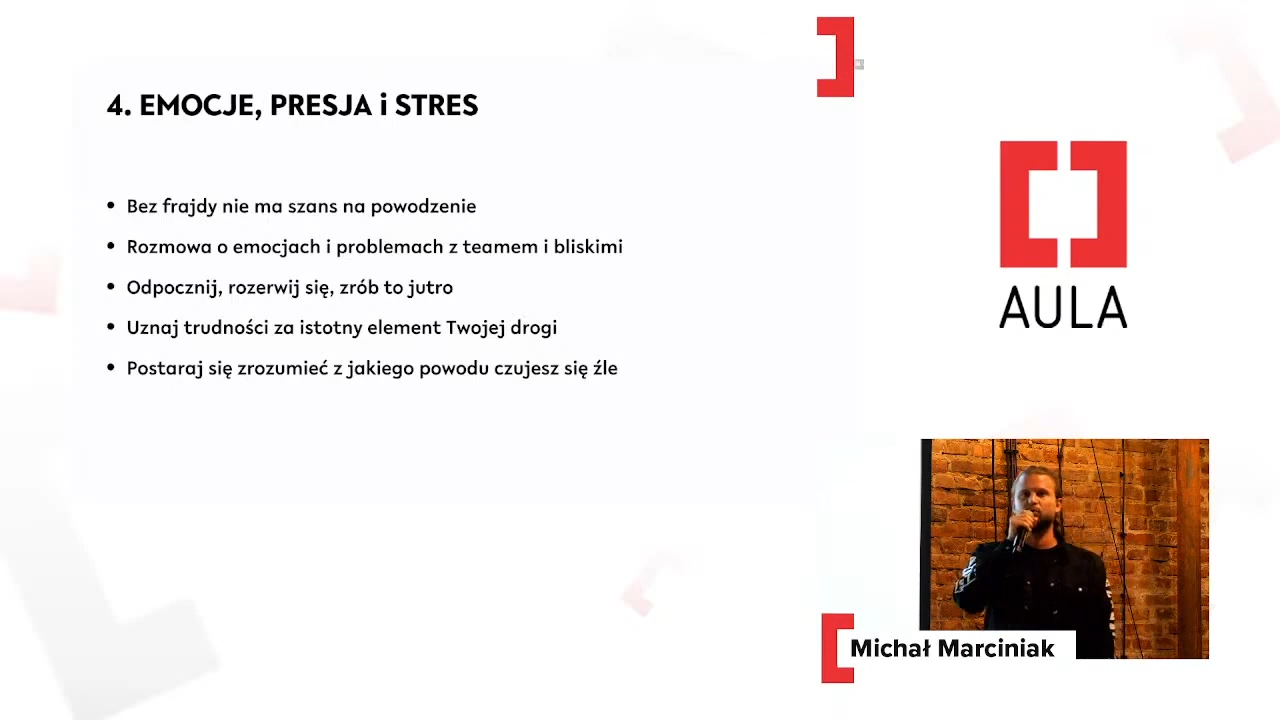 4. EMOCJE, PRESJA i STRES
• Bez frajdy nie ma szans na powodzenie
• Rozmowa o emocjach i problemach z teamem i bliskimi
• Odpocznij, rozerwij się, zrób to jutro
• Uznaj trudności za istotny element Twojej drogi
• Postaraj się zrozumieć z jakiego powodu czujesz się źle
AULA
Michał Marciniak